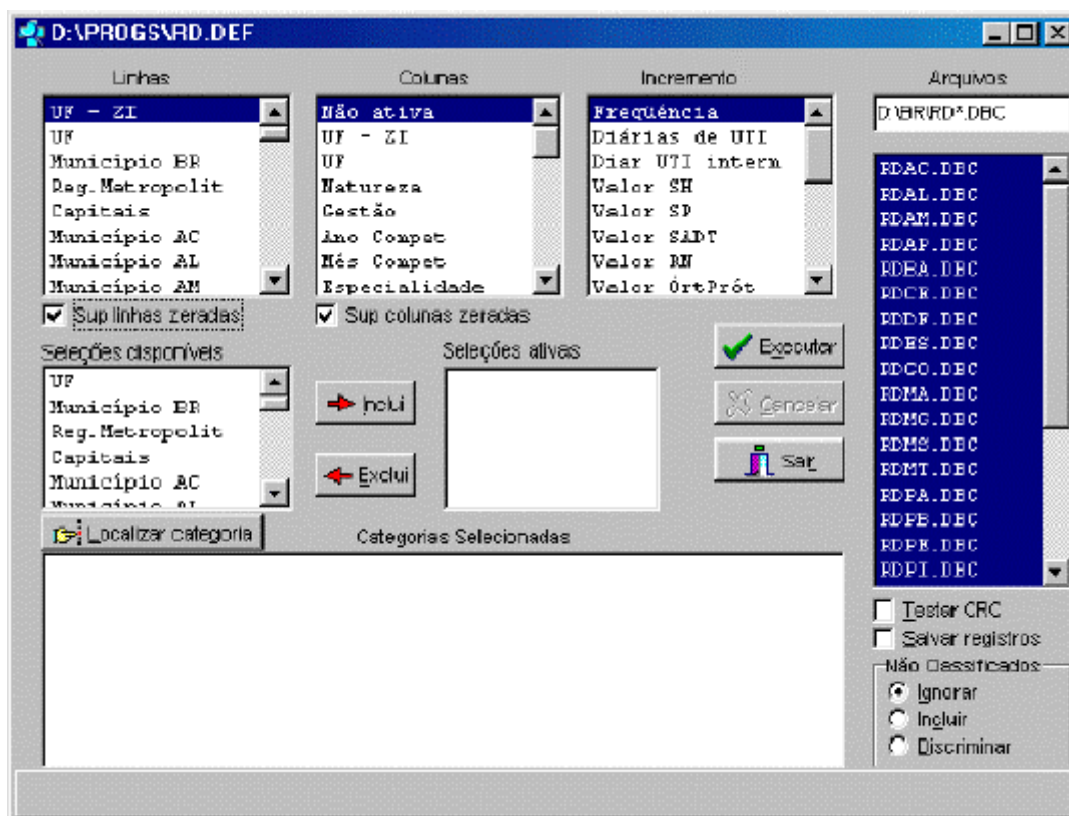 D:\PROGS\RD.DEF
Linhas
UF - ZI
UF
Município BR
Reg.Metropolit
Capitais
Município AC
Município AL
Município AM
Sup linhas zeradas
Colunas
Não ativa
UF - ZI
UF
Natureza
Gestão
Ano Compet
Mês Compet
Especialidade
Sup colunas zeradas
Incremento
Freqüência
Diárias de UTI
Diar UTI interm
Valor SH
Valor SP
Valor SADT
Valor RN
Valor ÓrtPrót
Arquivos
D:\BR\RD*.DBC
RDAC.DBC
RDAL.DBC
RDAM.DBC
RDAP.DBC
RDBA.DBC
RDCE.DBC
RDDF.DBC
RDES.DBC
RDGO.DBC
RDMA.DBC
RDMG.DBC
RDMS.DBC
RDMT.DBC
RDPA.DBC
RDPB.DBC
RDPE.DBC
RDPI.DBC
Seleções disponíveis
UF
Município BR
Reg.Metropolit
Capitais
Município AC
Município AL
Inclui
Exclui
Seleções ativas
Executar
Cancelar
Sair
Localizar categoria
Categorias Selecionadas
Testar CRC
Salvar registros
Não Classificados
Ignorar
Incluir
Discriminar